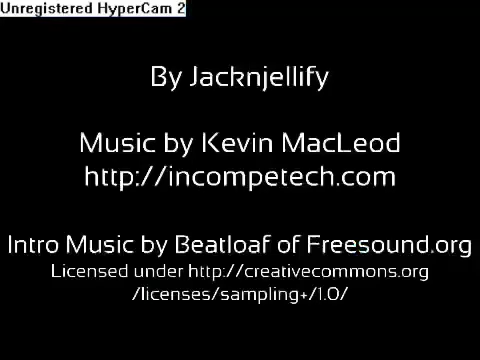 Unregistered HyperCam 2
By Jacknjellify
Music by Kevin MacLeod
http://incompetech.com
Intro Music by Beatloaf of Freesound.org
Licensed under http://creativecommons.org
/licenses/sampling+/1.0/